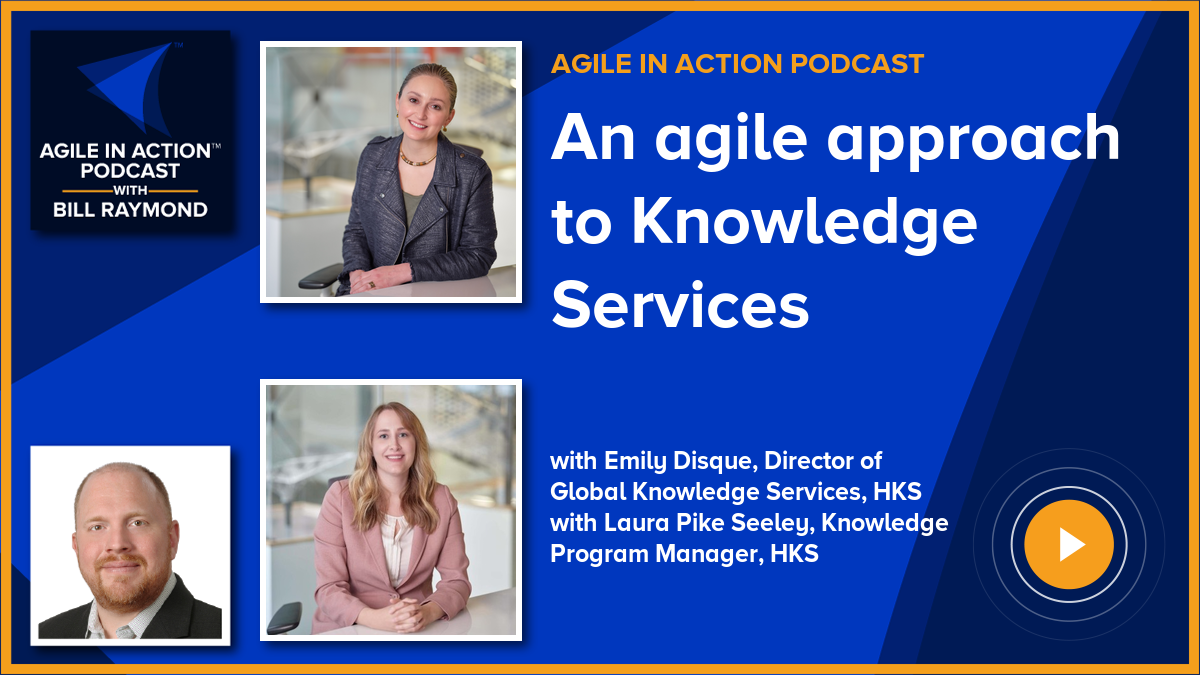 AGILE IN ACTION™
PODCAST
WITH
BILL RAYMOND
AGILE IN ACTION PODCAST
An agile approach
to Knowledge
Services
with Emily Disque, Director of
Global Knowledge Services, HKS
with Laura Pike Seeley, Knowledge
Program Manager, HKS